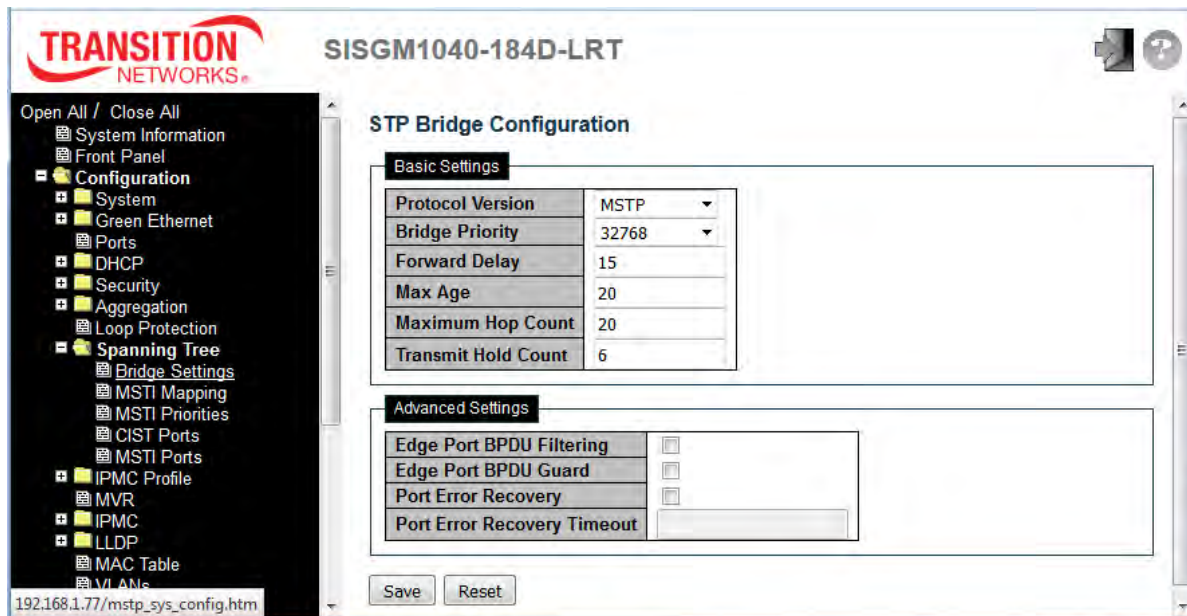 TRANSITION
NETWORKS®
SISGM1040-184D-LRT
Open All / Close All
System Information
Front Panel
Configuration
System
Green Ethernet
Ports
DHCP
Security
Aggregation
Loop Protection
Spanning Tree
Bridge Settings
MSTI Mapping
MSTI Priorities
CIST Ports
MSTI Ports
IPMC Profile
MVR
IPMC
LLDP
MAC Table
VLANs
192.168.1.77/mstp_sys_config.htm
STP Bridge Configuration
Basic Settings
Protocol Version MSTP
Bridge Priority 32768
Forward Delay 15
Max Age 20
Maximum Hop Count 20
Transmit Hold Count 6
Advanced Settings
Edge Port BPDU Filtering
Edge Port BPDU Guard
Port Error Recovery
Port Error Recovery Timeout
Save Reset